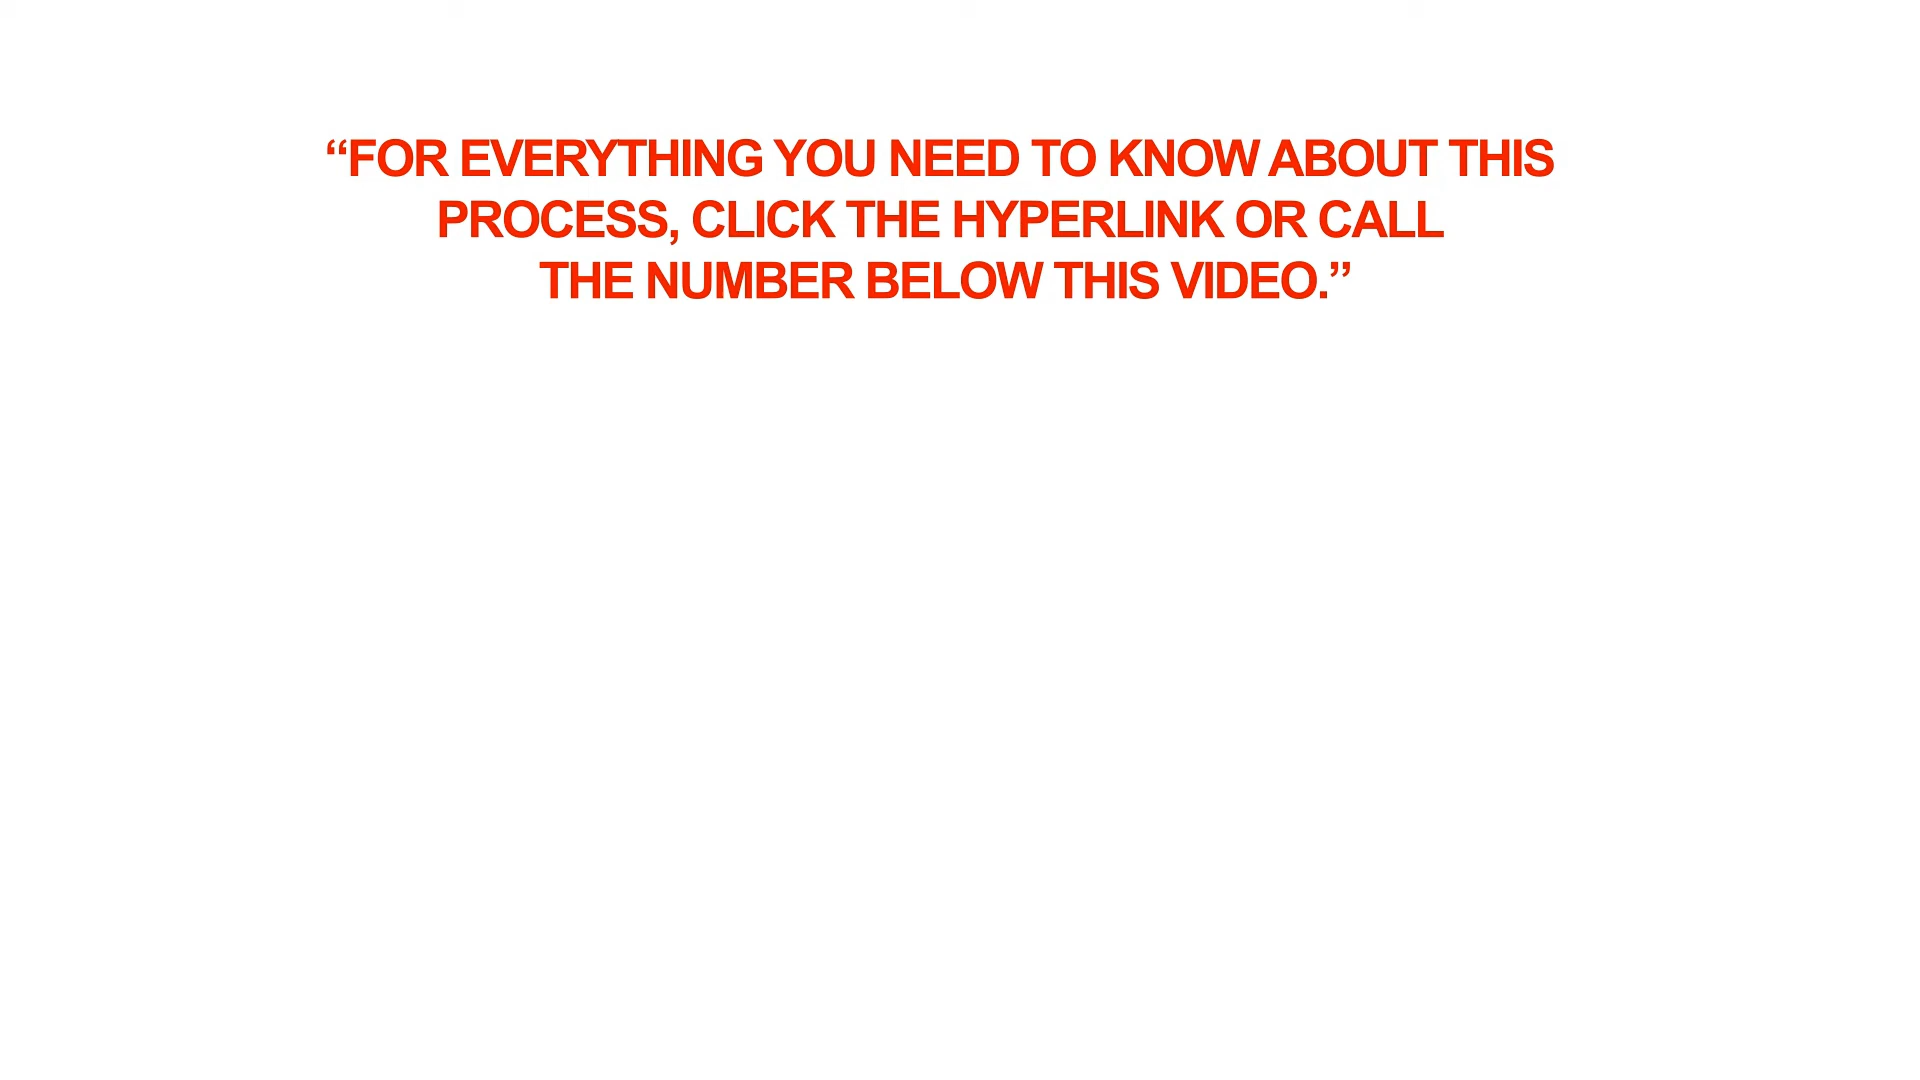 “FOR EVERYTHING YOU NEED TO KNOW ABOUT THIS
PROCESS, CLICK THE HYPERLINK OR CALL
THE NUMBER BELOW THIS VIDEO.”